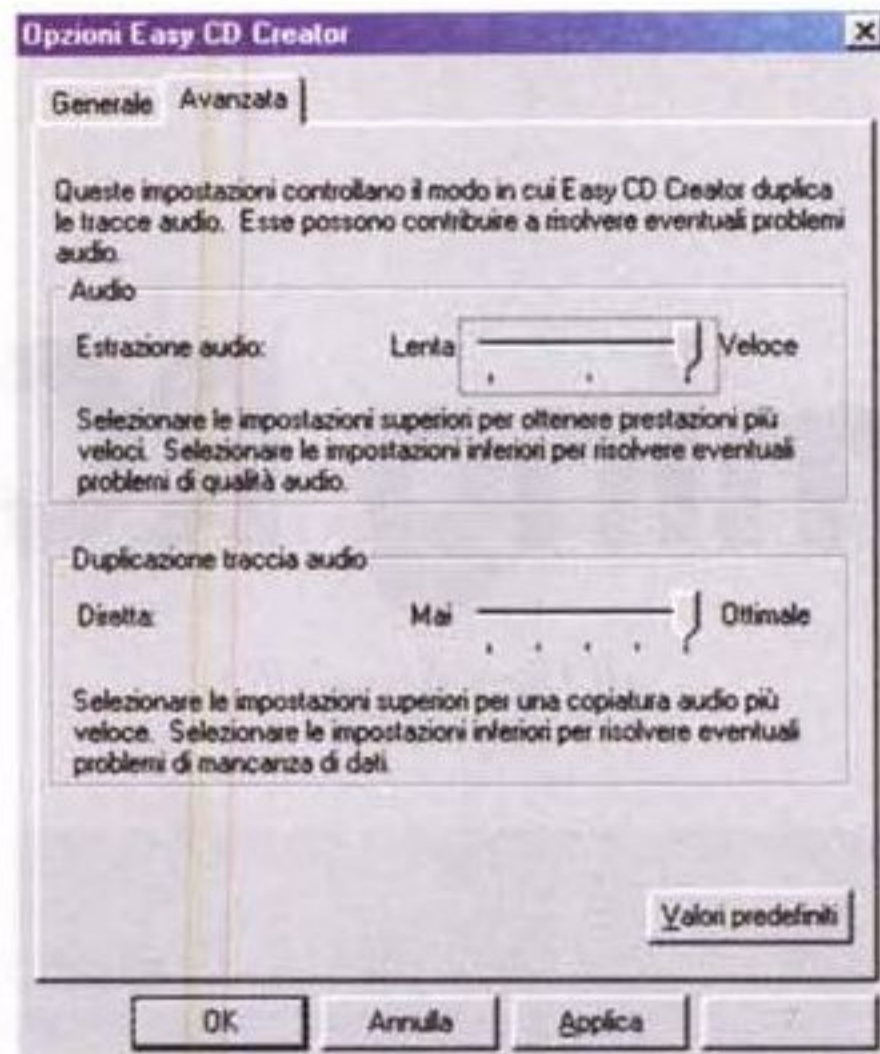 Opzioni Easy CD Creator
Generale
Avanzata
Queste impostazioni controllano il modo in cui Easy CD Creator duplica
le tracce audio. Esse possono contribuire a risolvere eventuali problemi
audio.
Audio
Estrazione audio:
Lenta
Veloce
Selezionare le impostazioni superiori per ottenere prestazioni più
veloci. Selezionare le impostazioni inferiori per risolvere eventuali
problemi di qualità audio.
Duplicazione traccia audio
Diretta:
Mai
Ottimale
Selezionare le impostazioni superiori per una copiatura audio più
veloce. Selezionare le impostazioni inferiori per risolvere eventuali
problemi di mancanza di dati.
Valori predefiniti
OK
Annulla
Applica